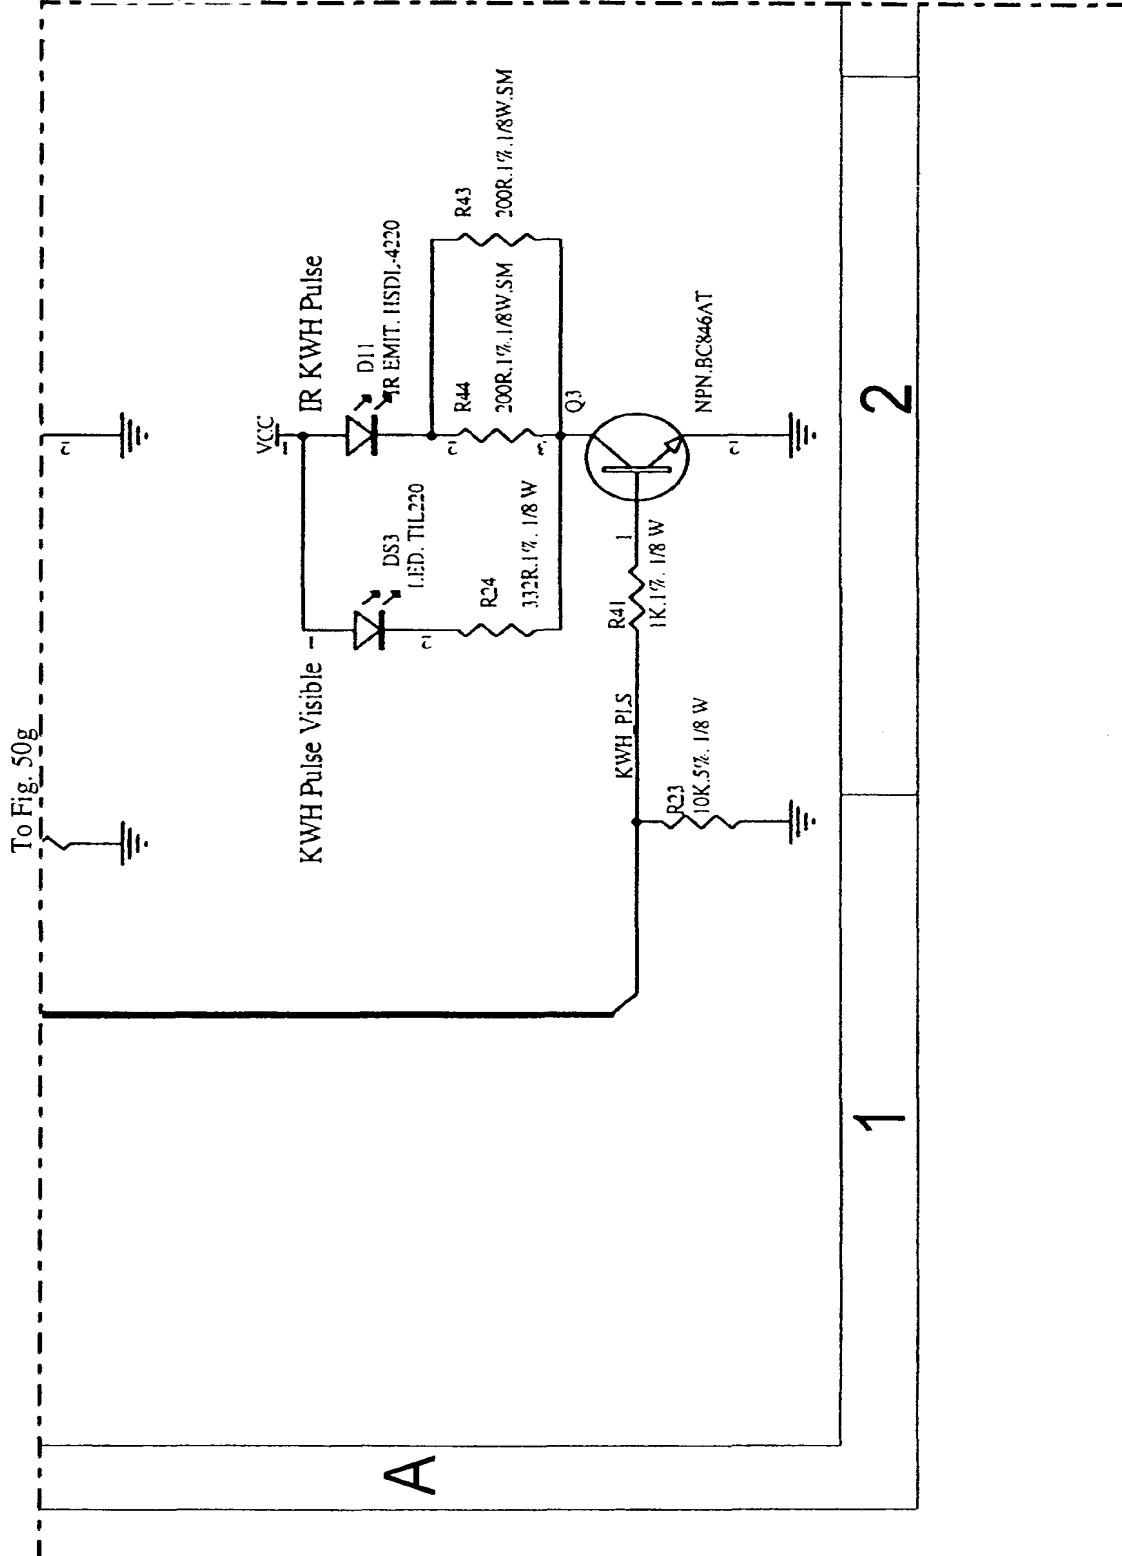 To Fig. 50g
VCC
IR KWH Pulse
D11
IR EMIT. HSDL-4220
R43
200R.1%.1/8W.SM
R44
200R.1%.1/8W.SM
KWH Pulse Visible
DS3
LED. TIL220
R24
332R.1%. 1/8 W
Q3
NPN.BC846AT
1
R41
1K.1%. 1/8 W
KWH_PLS
R23
10K.5%. 1/8 W
A
1
2